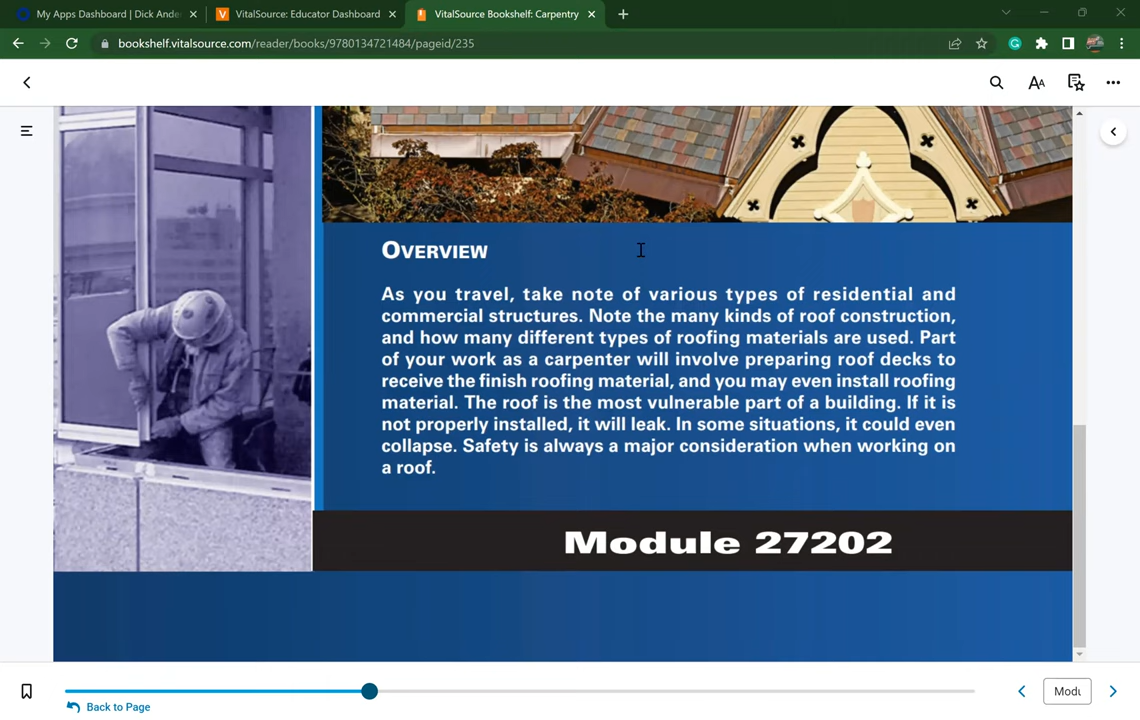 My Apps Dashboard | Dick Ande
VitalSource: Educator Dashboard
VitalSource Bookshelf: Carpentry
bookshelf.vitalsource.com/reader/books/9780134721484/pageid/235
OVERVIEW
As you travel, take note of various types of residential and
commercial structures. Note the many kinds of roof construction,
and how many different types of roofing materials are used. Part
of your work as a carpenter will involve preparing roof decks to
receive the finish roofing material, and you may even install roofing
material. The roof is the most vulnerable part of a building. If it is
not properly installed, it will leak. In some situations, it could even
collapse. Safety is always a major consideration when working on
a roof.
Module 27202
Modu
Back to Page